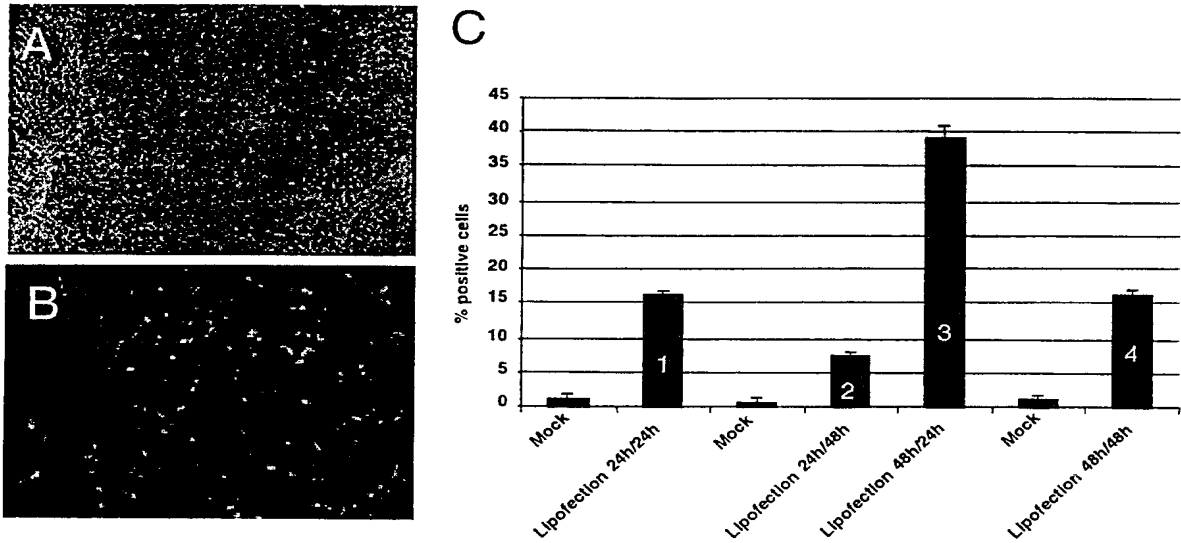 A
B
C
% positive cells
45
40
35
30
25
20
15
10
5
0
1
2
3
4
Mock
Lipofection 24h/24h
Mock
Lipofection 24h/48h
Lipofection 48h/24h
Mock
Lipofection 48h/48h